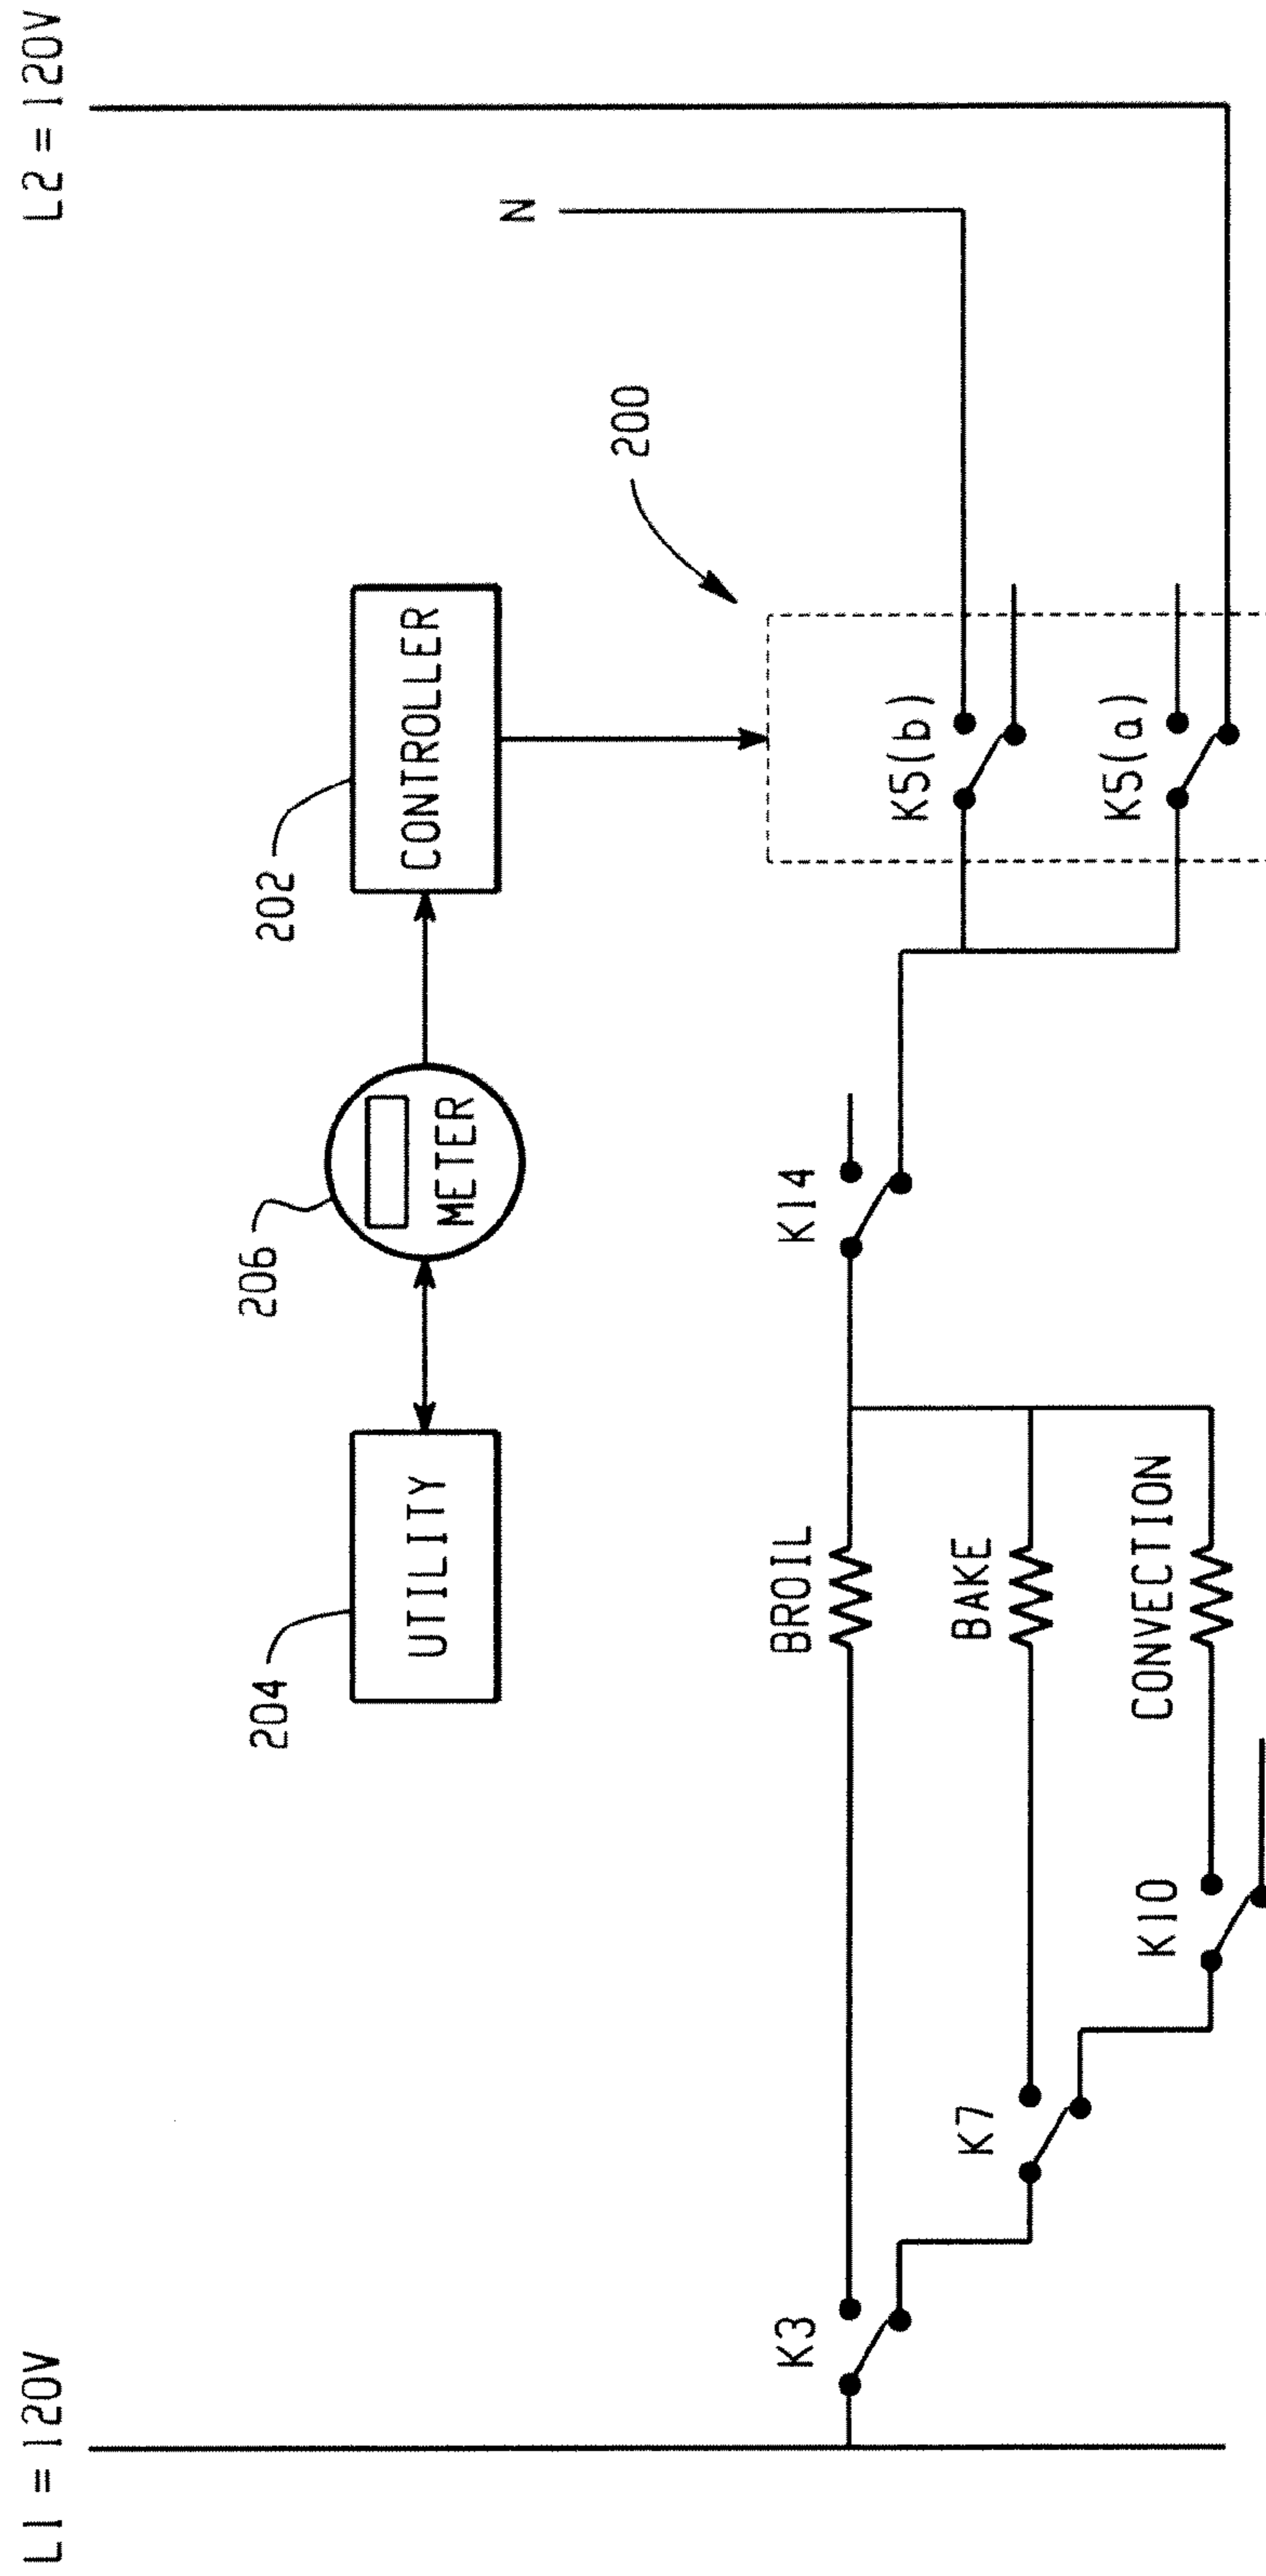 L1 = 120V
L2 = 120V
N
204
UTILITY
206
METER
202
CONTROLLER
200
K3
BROIL
K14
K5(b)
K7
BAKE
K5(a)
K10
CONVECTION